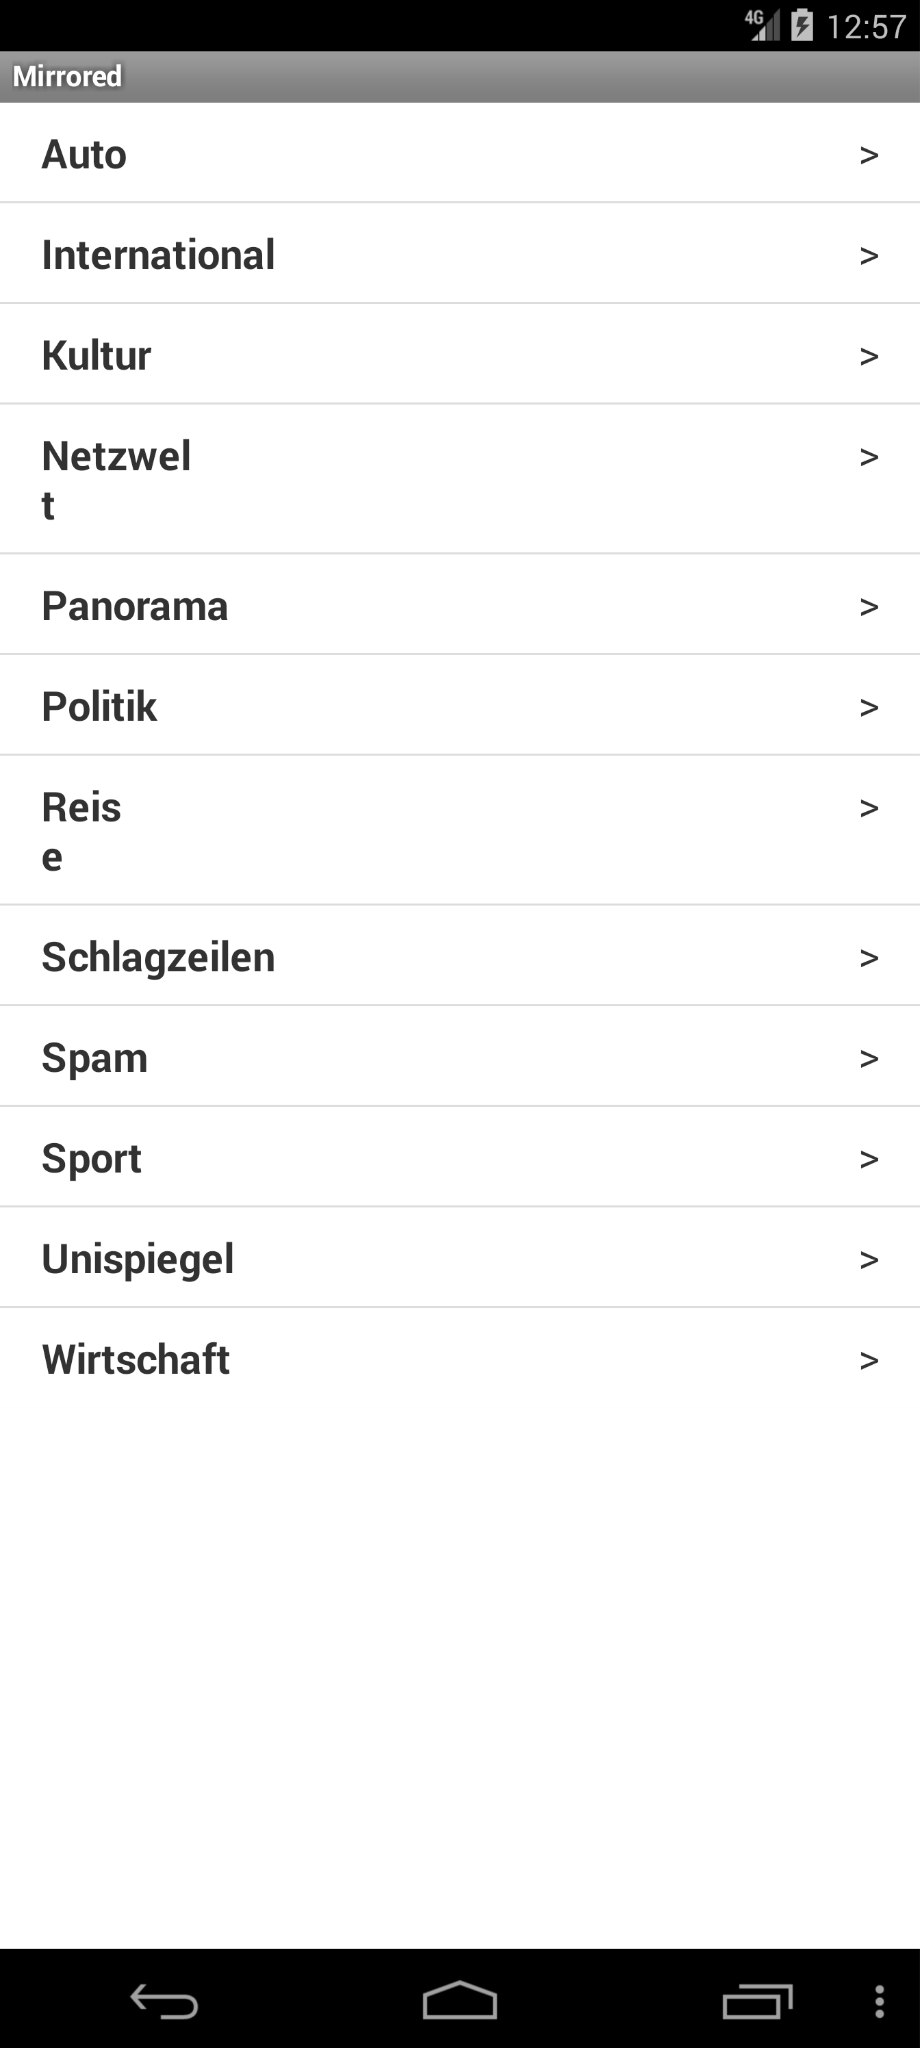 4G 12:57
Mirrored
Auto >
International >
Kultur >
Netzwel >
t
Panorama >
Politik >
Reis >
e
Schlagzeilen >
Spam >
Sport >
Unispiegel >
Wirtschaft >